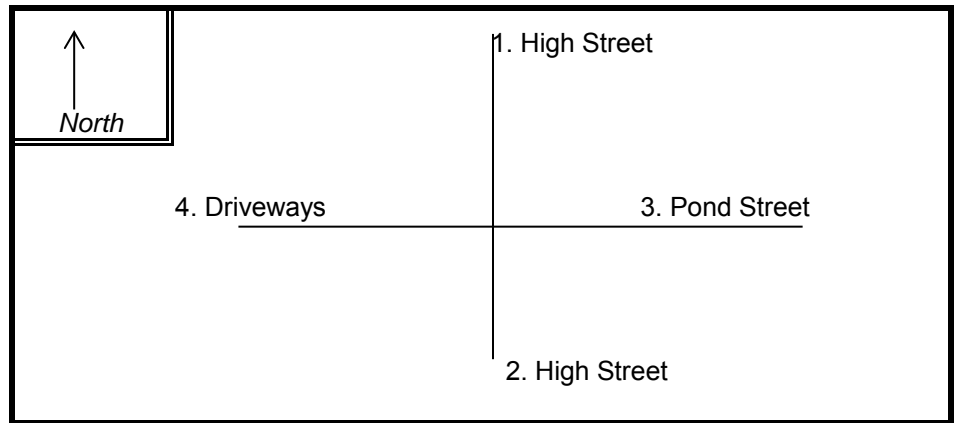 1. High Street
North
4. Driveways
3. Pond Street
2. High Street